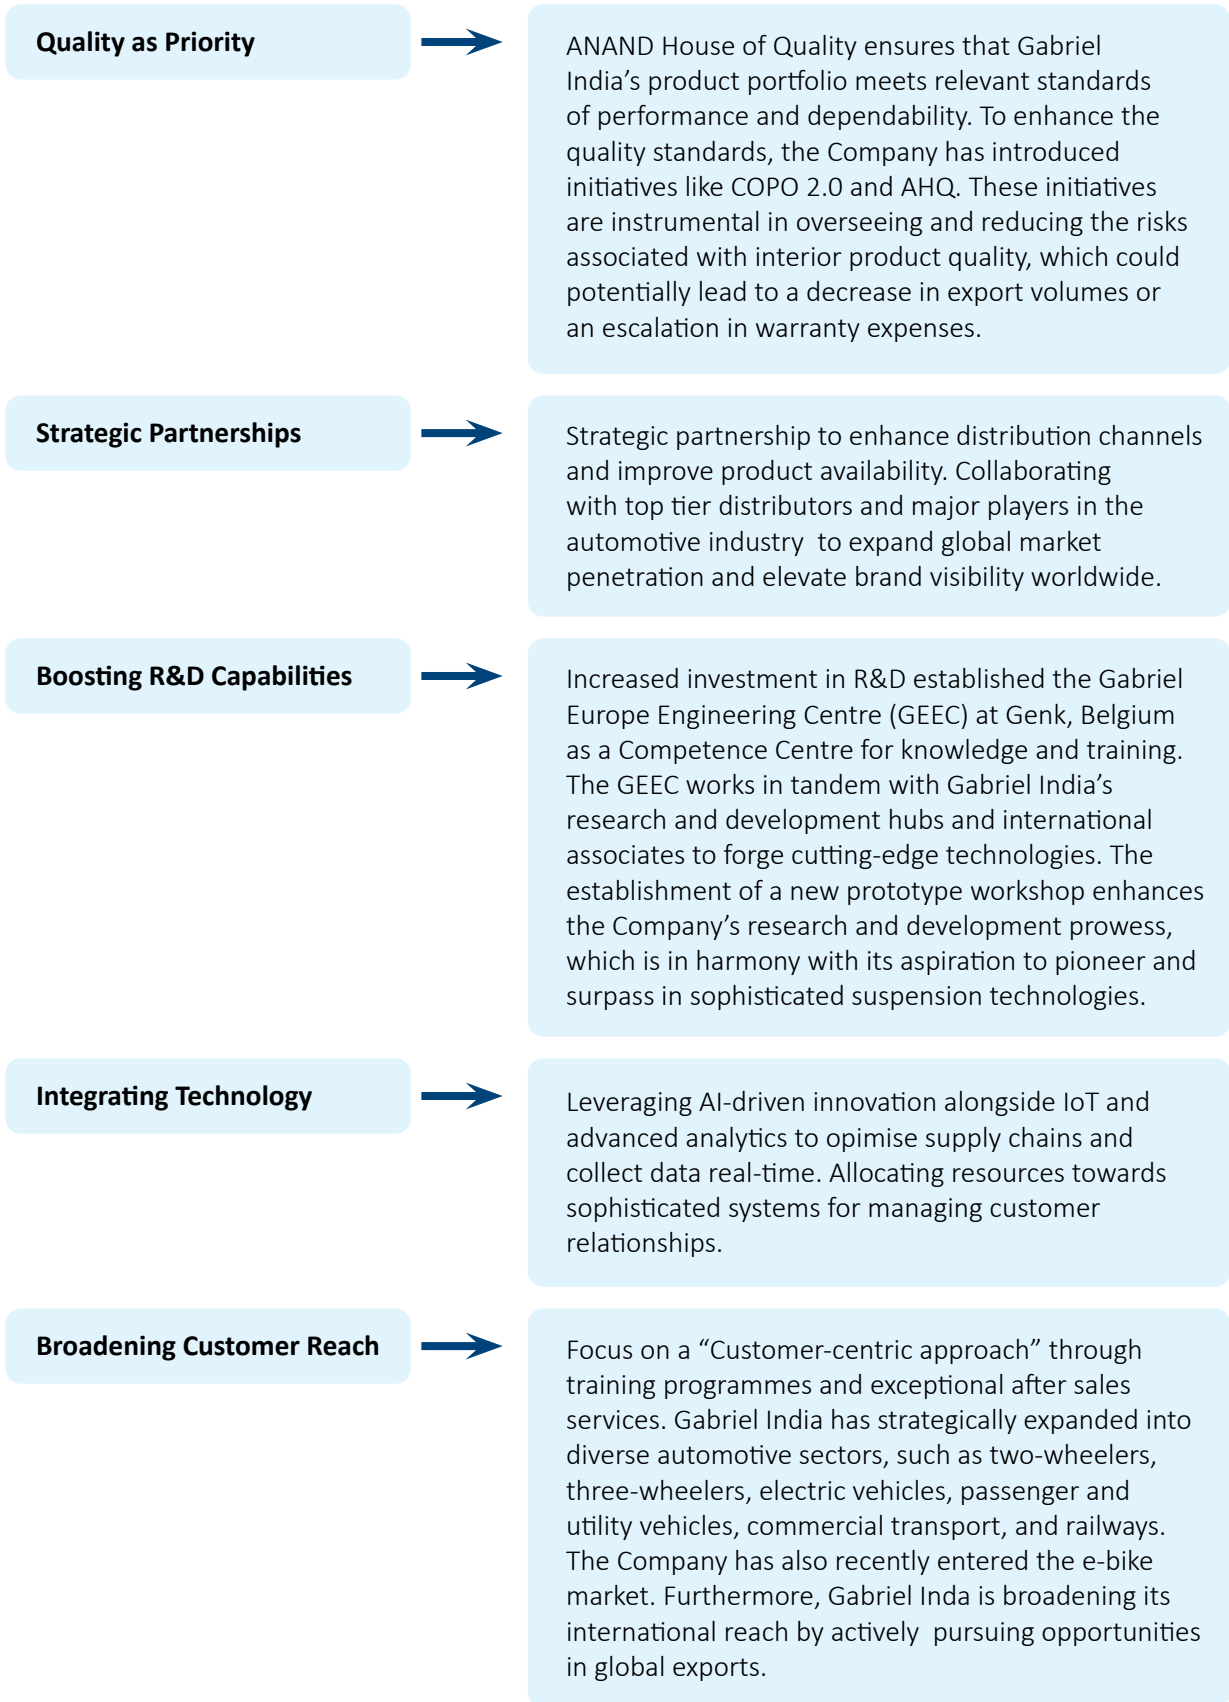 Quality as Priority
ANAND House of Quality ensures that Gabriel
India’s product portfolio meets relevant standards
of performance and dependability. To enhance the
quality standards, the Company has introduced
initiatives like COPO 2.0 and AHQ. These initiatives
are instrumental in overseeing and reducing the risks
associated with interior product quality, which could
potentially lead to a decrease in export volumes or
an escalation in warranty expenses.
Strategic Partnerships
Strategic partnership to enhance distribution channels
and improve product availability. Collaborating
with top tier distributors and major players in the
automotive industry  to expand global market
penetration and elevate brand visibility worldwide.
Boosting R&D Capabilities
Increased investment in R&D established the Gabriel
Europe Engineering Centre (GEEC) at Genk, Belgium
as a Competence Centre for knowledge and training.
The GEEC works in tandem with Gabriel India’s
research and development hubs and international
associates to forge cutting-edge technologies. The
establishment of a new prototype workshop enhances
the Company’s research and development prowess,
which is in harmony with its aspiration to pioneer and
surpass in sophisticated suspension technologies.
Integrating Technology
Leveraging AI-driven innovation alongside IoT and
advanced analytics to opimise supply chains and
collect data real-time. Allocating resources towards
sophisticated systems for managing customer
relationships.
Broadening Customer Reach
Focus on a “Customer-centric approach” through
training programmes and exceptional after sales
services. Gabriel India has strategically expanded into
diverse automotive sectors, such as two-wheelers,
three-wheelers, electric vehicles, passenger and
utility vehicles, commercial transport, and railways.
The Company has also recently entered the e-bike
market. Furthermore, Gabriel Inda is broadening its
international reach by actively  pursuing opportunities
in global exports.